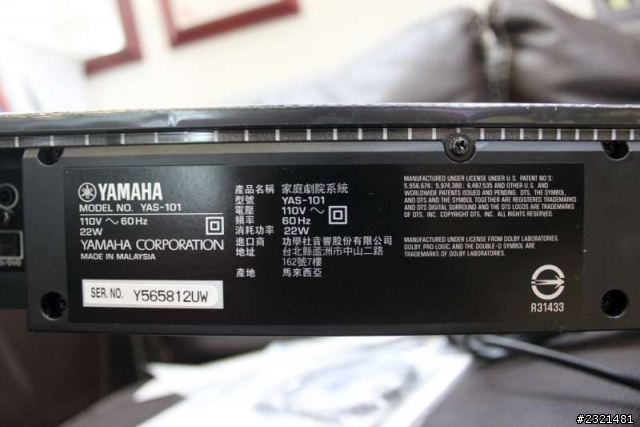 YAMAHA
MODEL NO. YAS-101
110V ～ 60Hz
22W
YAMAHA CORPORATION
MADE IN MALAYSIA
SER. NO. Y565812UW
產品名稱 家庭劇院系統
型號 YAS-101
電壓 110V ～
頻率 60 Hz
消耗功率 22W
進口商 功學社音響股份有限公司
地址 台北縣蘆洲市中山二路
162號7樓
產地 馬來西亞
MANUFACTURED UNDER LICENSE UNDER U.S. PATENT NO'S:
5,956,674; 5,974,380; 6,487,535 AND OTHER U.S. AND
WORLDWIDE PATENTS ISSUED & PENDING. DTS, THE SYMBOL,
AND DTS AND THE SYMBOL TOGETHER ARE REGISTERED TRADEMARKS
AND DTS DIGITAL SURROUND AND THE DTS LOGOS ARE TRADEMARKS
OF DTS, INC. COPYRIGHT DTS, INC. ALL RIGHTS RESERVED.
MANUFACTURED UNDER LICENSE FROM DOLBY LABORATORIES.
DOLBY, PRO LOGIC AND THE DOUBLE-D SYMBOL ARE
TRADEMARKS OF DOLBY LABORATORIES.
R31433
#2321481